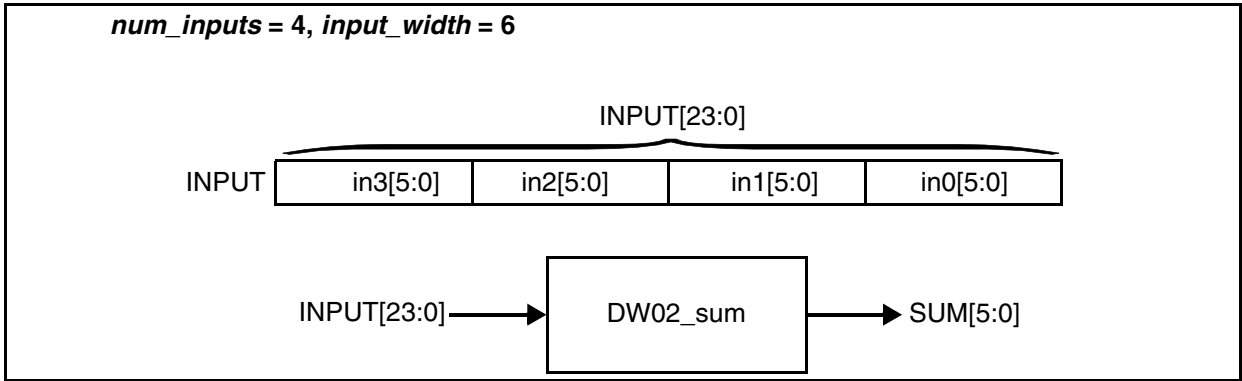 num_inputs = 4, input_width = 6
INPUT[23:0]
INPUT in3[5:0] in2[5:0] in1[5:0] in0[5:0]
INPUT[23:0] DW02_sum SUM[5:0]